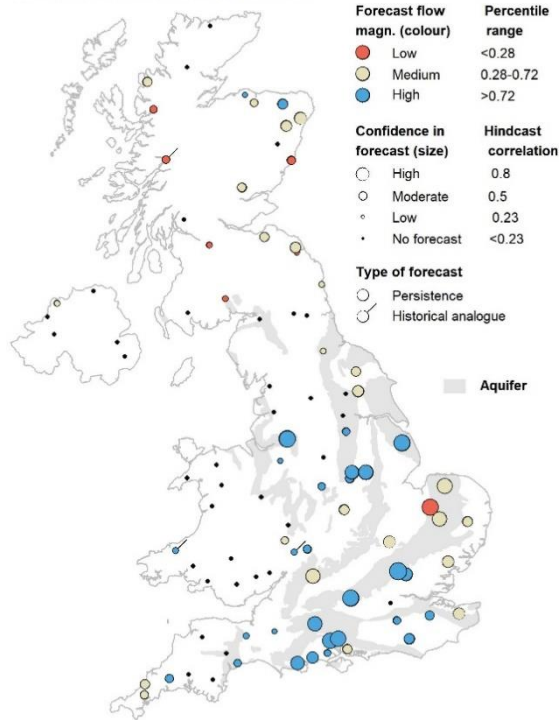 Forecast flow Percentile
magn. (colour) range
Low <0.28
Medium 0.28-0.72
High >0.72
Confidence in Hindcast
forecast (size) correlation
High 0.8
Moderate 0.5
Low 0.23
No forecast <0.23
Type of forecast
Persistence
Historical analogue
Aquifer